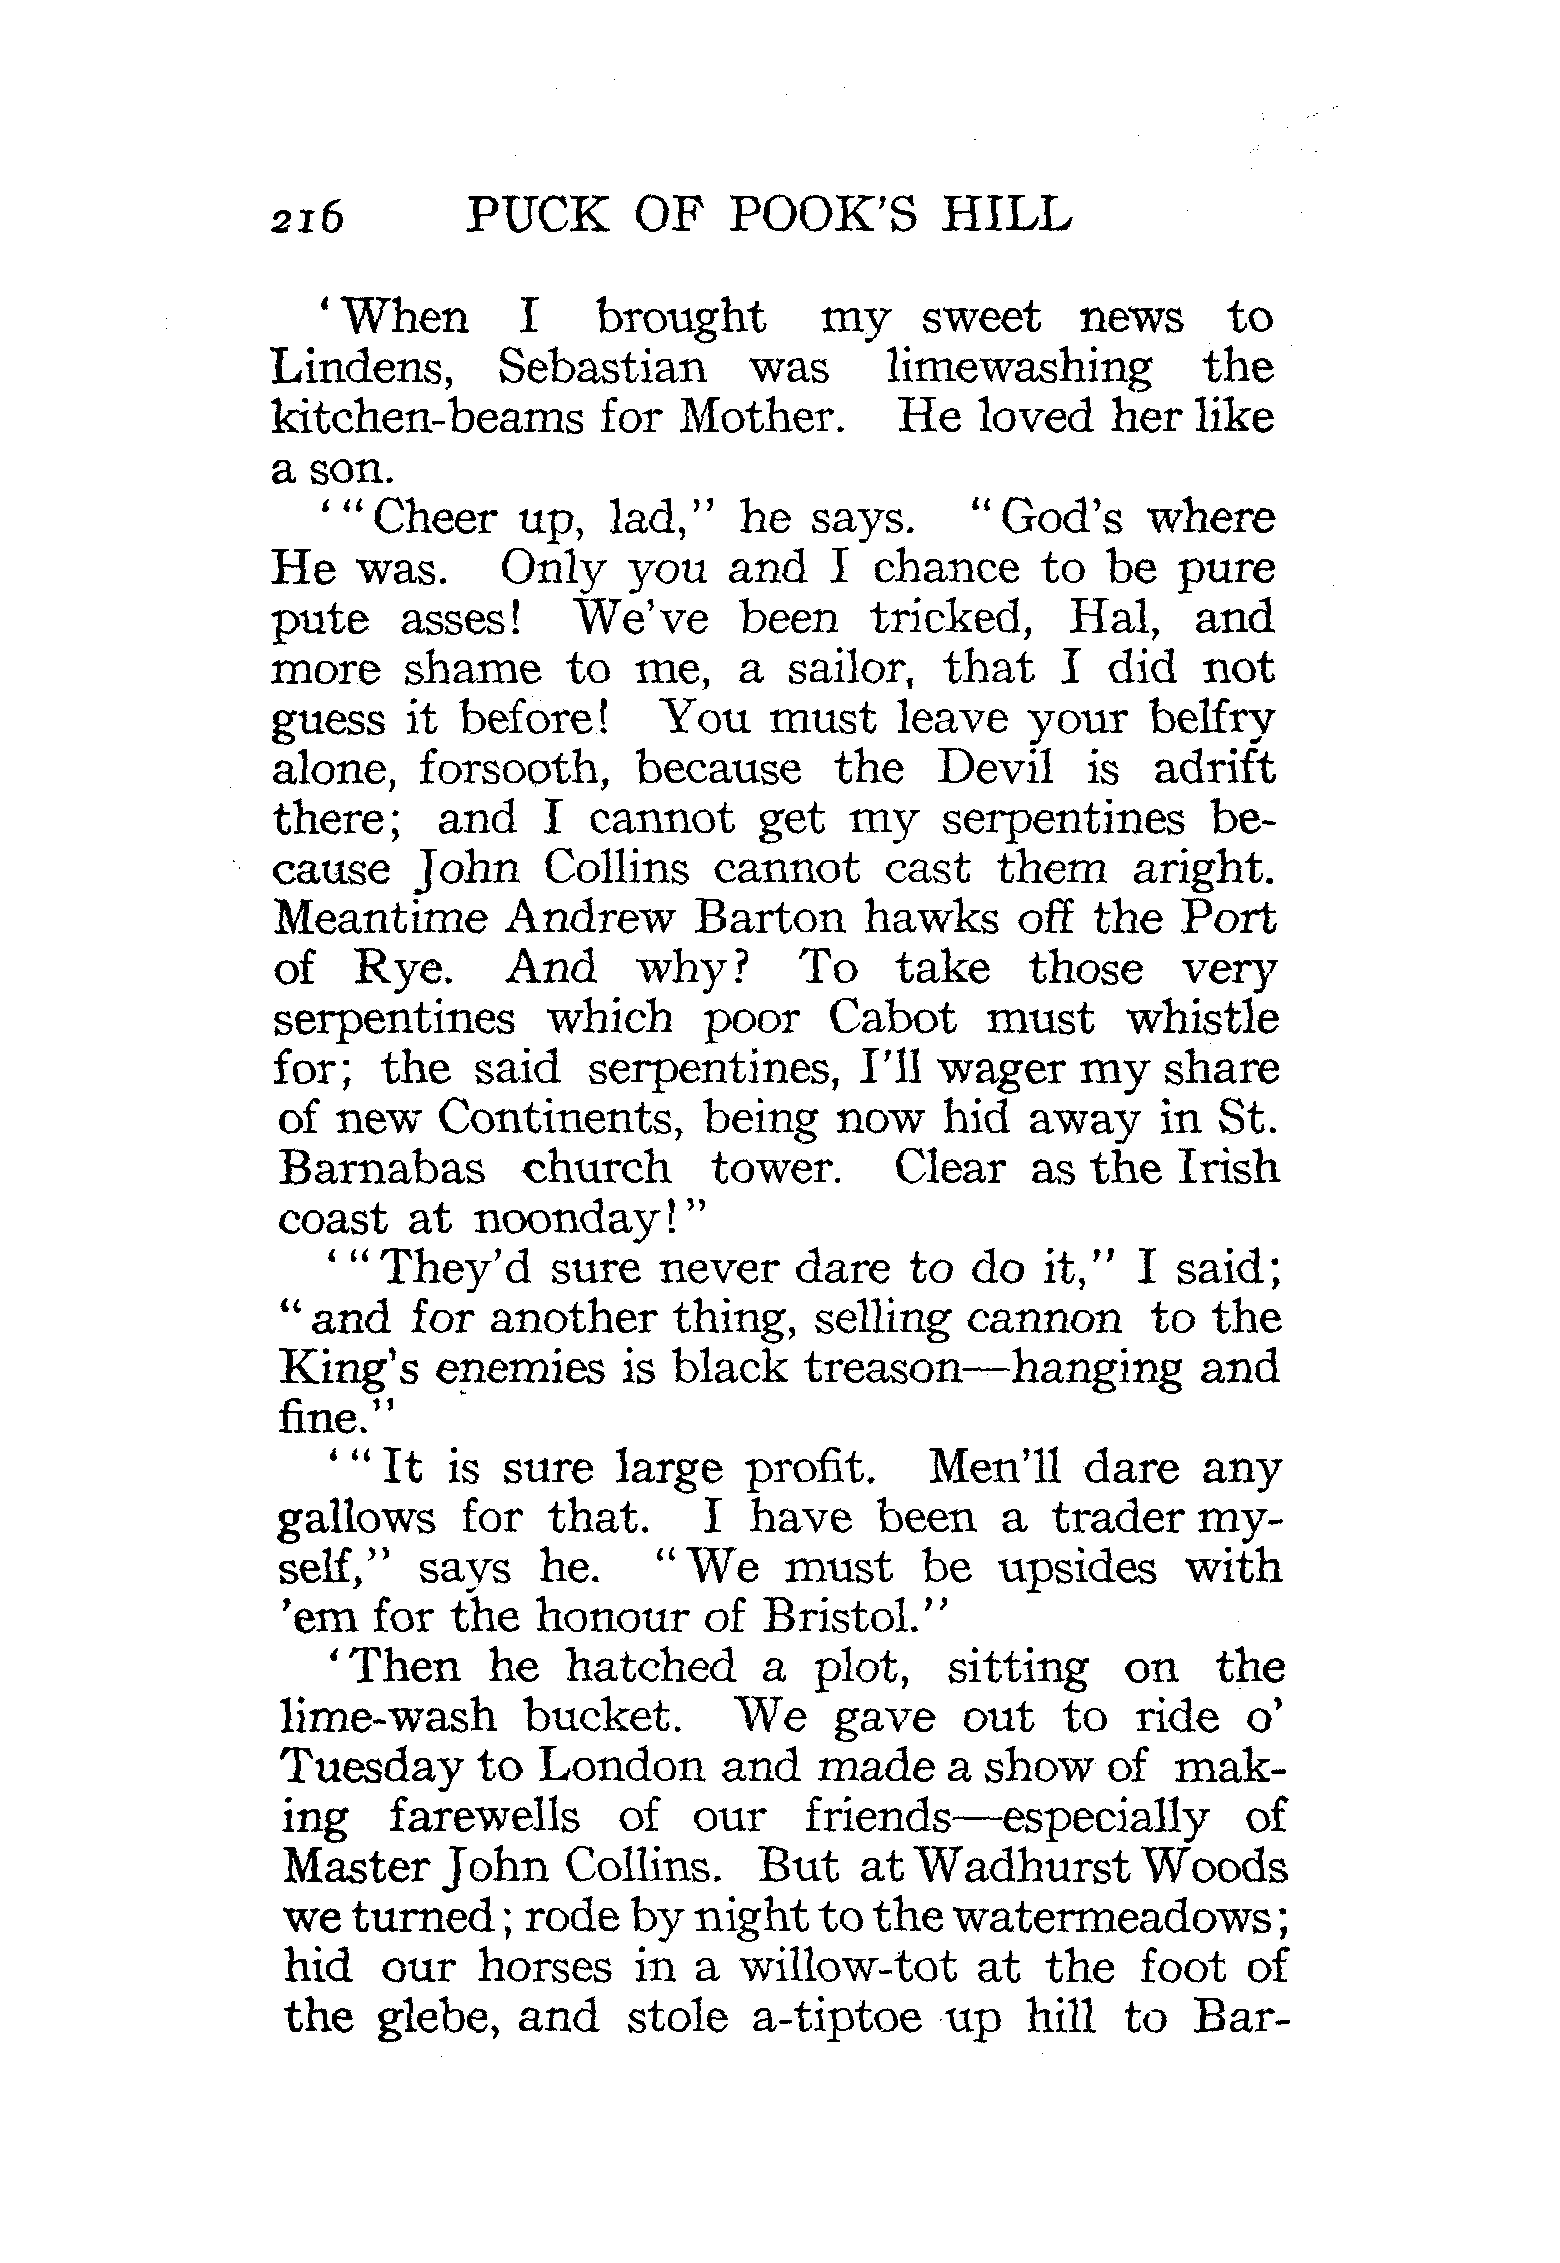 216 PUCK OF POOK'S HILL
'When I brought my sweet news to
Lindens, Sebastian was limewashing the
kitchen-beams for Mother. He loved her like
a son.
'"Cheer up, lad," he says. "God's where
He was. Only you and I chance to be pure
pute asses! We've been tricked, Hal, and
more shame to me, a sailor, that I did not
guess it before! You must leave your belfry
alone, forsooth, because the Devil is adrift
there; and I cannot get my serpentines be-
cause John Collins cannot cast them aright.
Meantime Andrew Barton hawks off the Port
of Rye. And why? To take those very
serpentines which poor Cabot must whistle
for; the said serpentines, I'll wager my share
of new Continents, being now hid away in St.
Barnabas church tower. Clear as the Irish
coast at noonday!"
'"They'd sure never dare to do it," I said;
"and for another thing, selling cannon to the
King's enemies is black treason—hanging and
fine."
'"It is sure large profit. Men'll dare any
gallows for that. I have been a trader my-
self," says he. "We must be upsides with
'em for the honour of Bristol."
'Then he hatched a plot, sitting on the
lime-wash bucket. We gave out to ride o'
Tuesday to London and made a show of mak-
ing farewells of our friends—especially of
Master John Collins. But at Wadhurst Woods
we turned; rode by night to the watermeadows;
hid our horses in a willow-tot at the foot of
the glebe, and stole a-tiptoe up hill to Bar-